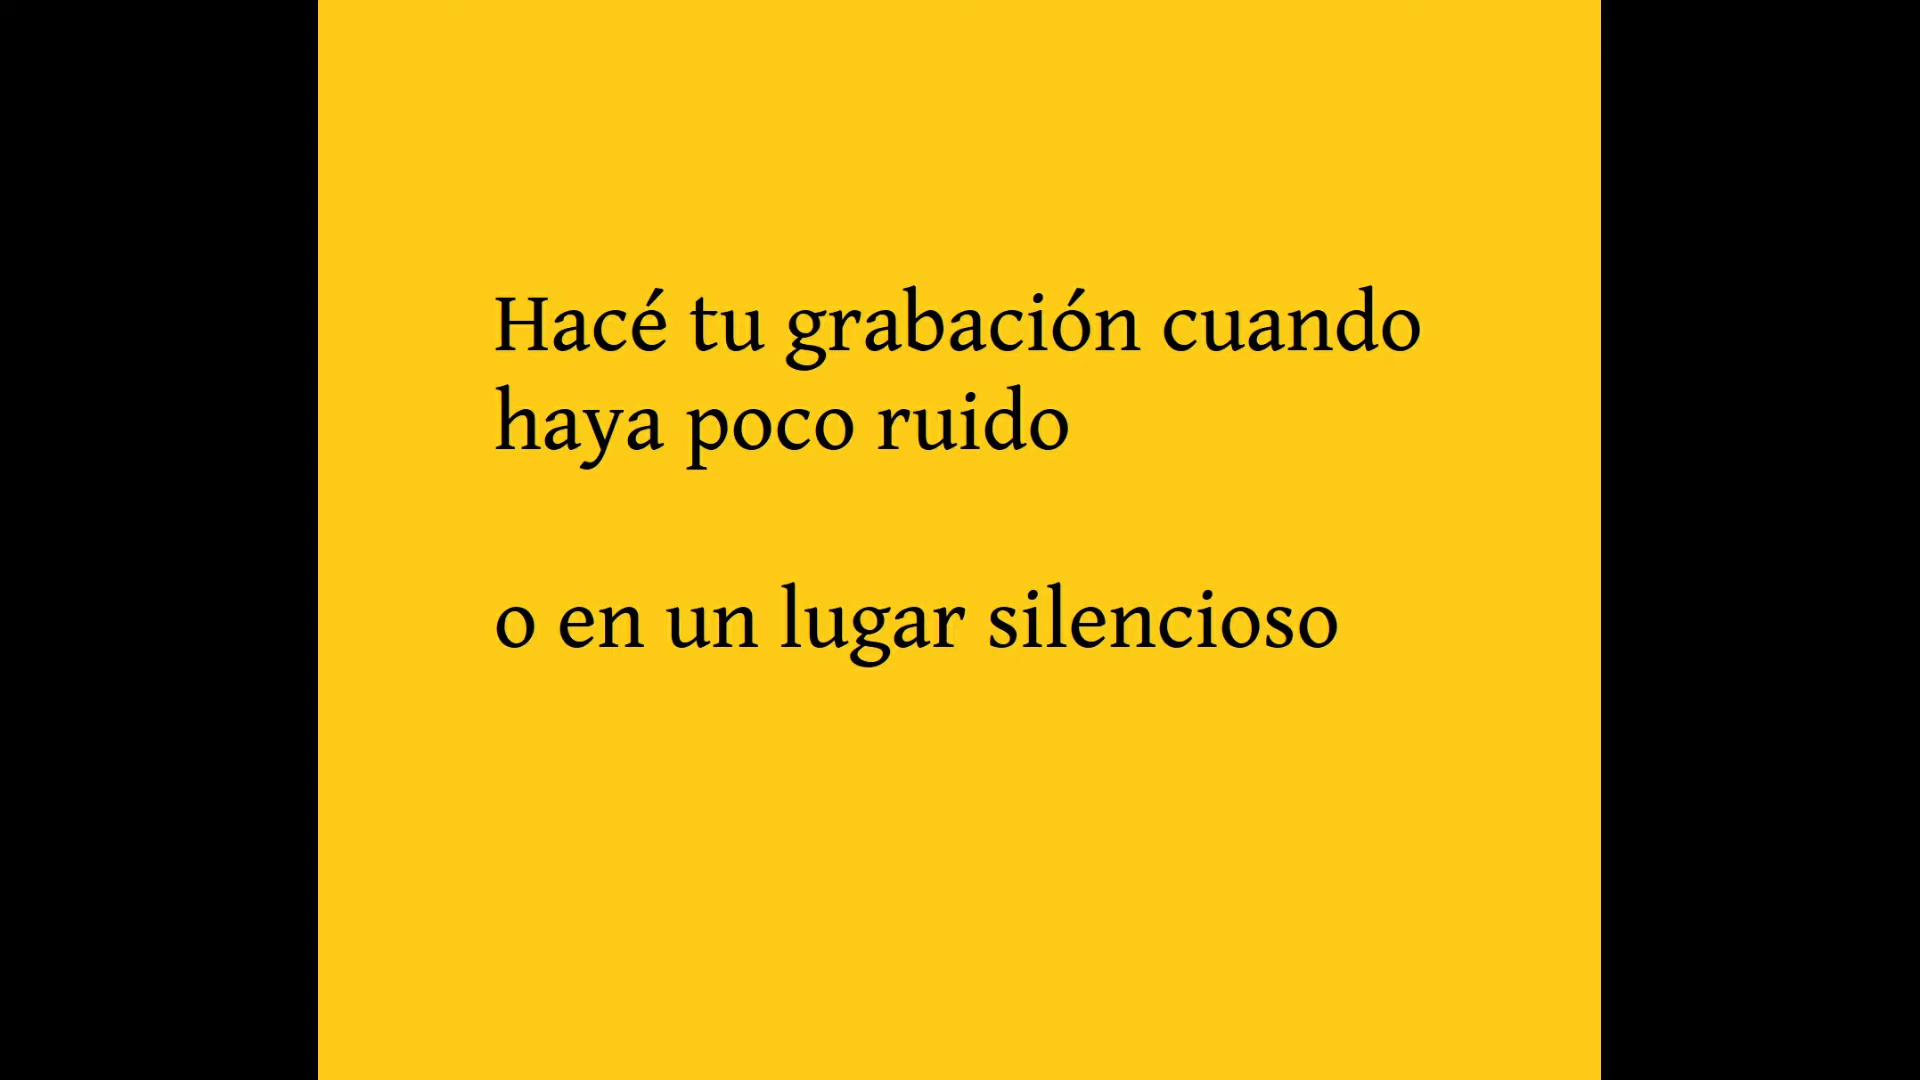 Hacé tu grabación cuando
haya poco ruido
o en un lugar silencioso